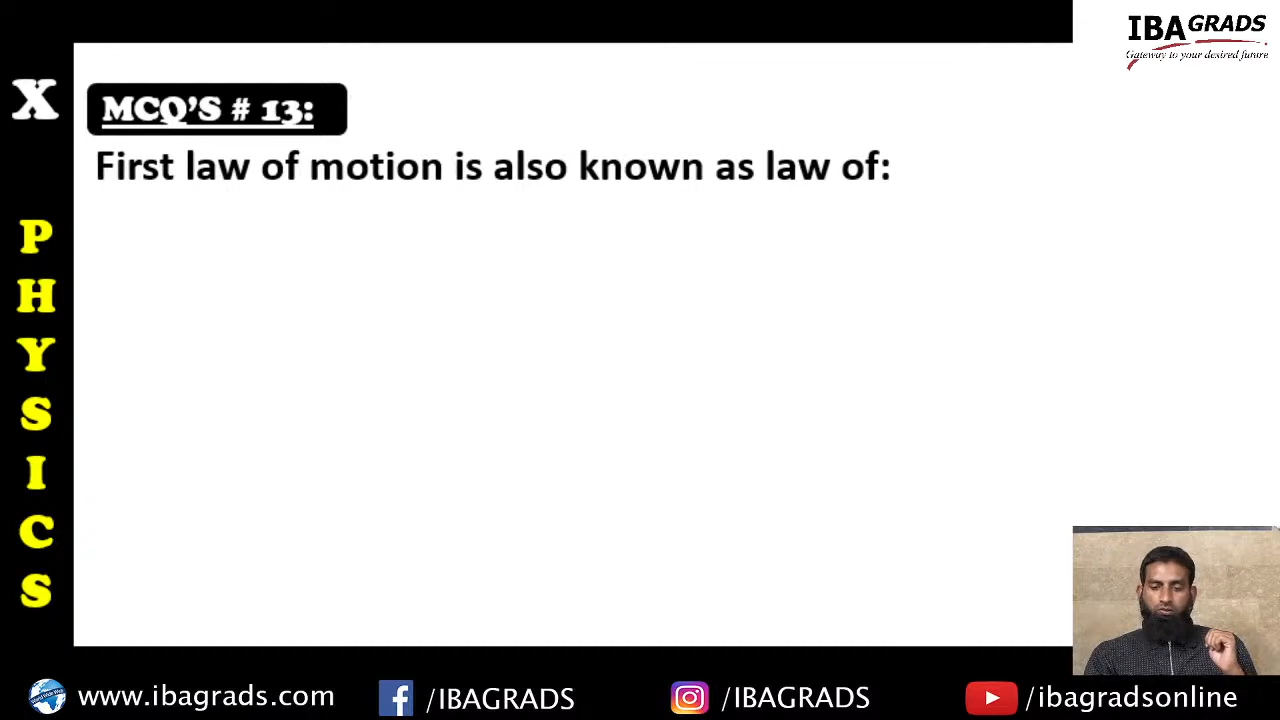 IBA GRADS
Gateway to your desired future
X
MCQ'S # 13:
First law of motion is also known as law of:
P
H
Y
S
I
C
S
www.ibagrads.com
/IBAGRADS
/IBAGRADS
/ibagradsonline